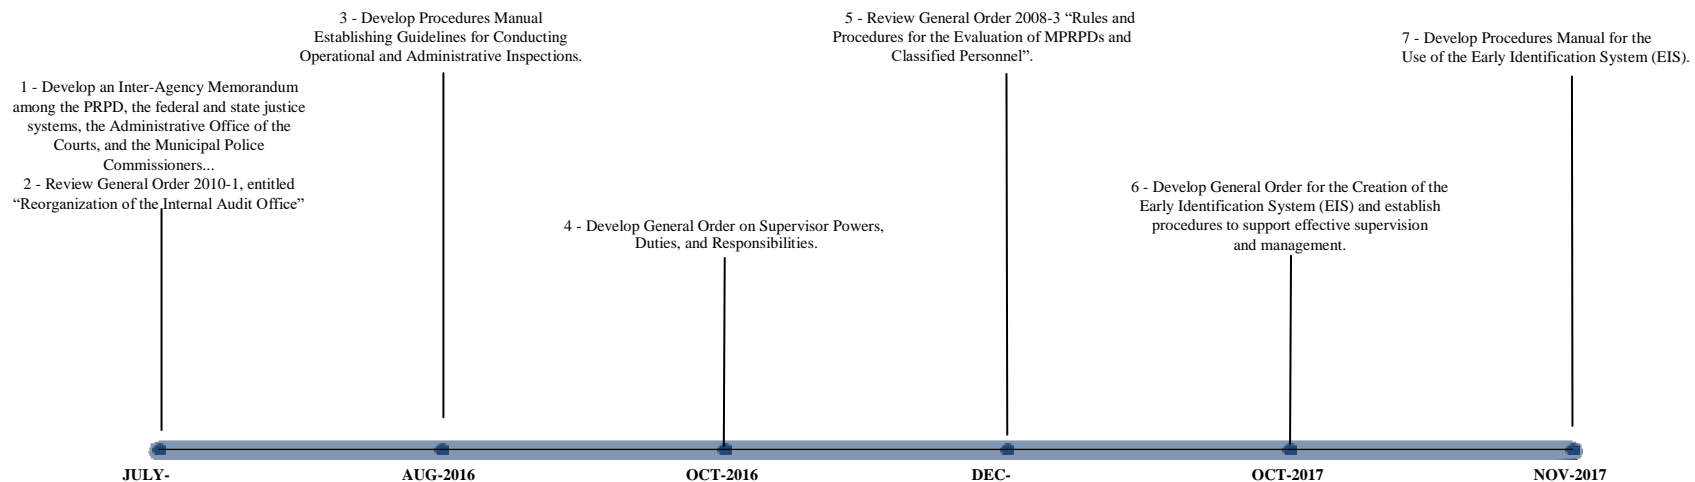 1 - Develop an Inter-Agency Memorandum
among the PRPD, the federal and state justice
systems, the Administrative Office of the
Courts, and the Municipal Police
Commissioners...
2 - Review General Order 2010-1, entitled
“Reorganization of the Internal Audit Office”
3 - Develop Procedures Manual
Establishing Guidelines for Conducting
Operational and Administrative Inspections.
4 - Develop General Order on Supervisor Powers,
Duties, and Responsibilities.
5 - Review General Order 2008-3 “Rules and
Procedures for the Evaluation of MPRPDs and
Classified Personnel”.
6 - Develop General Order for the Creation of the
Early Identification System (EIS) and establish
procedures to support effective supervision
and management.
7 - Develop Procedures Manual for the
Use of the Early Identification System (EIS).
JULY-
AUG-2016
OCT-2016
DEC-
OCT-2017
NOV-2017